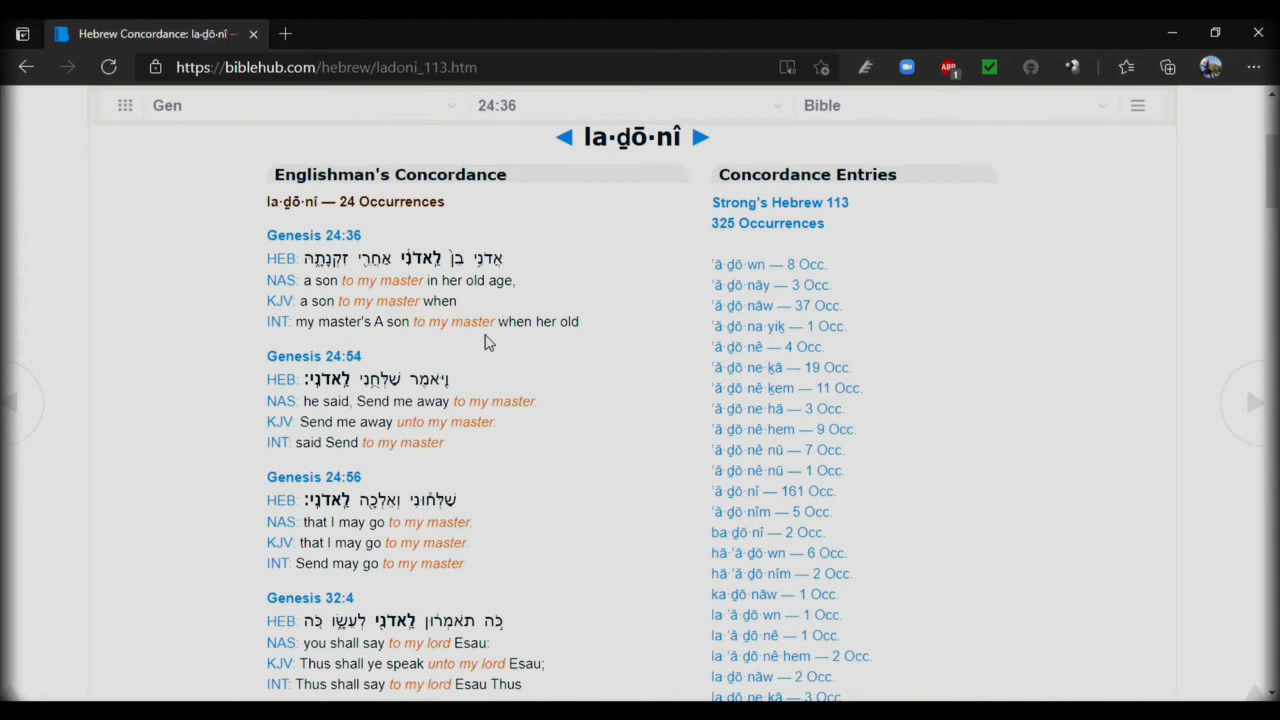 Hebrew Concordance: la·ḏō·nî —
https://biblehub.com/hebrew/ladoni_113.htm
ABP
1
Gen
24:36
Bible
◄ la·ḏō·nî ►
Englishman's Concordance
la·ḏō·nî — 24 Occurrences
Genesis 24:36
HEB: אֲדֹנִ֥י בֵן֙ לַֽאדֹנִ֔י אַחֲרֵ֖י זִקְנָתָ֑הּ
NAS: a son to my master in her old age,
KJV: a son to my master when
INT: my master's A son to my master when her old
Genesis 24:54
HEB: וַיֹּ֖אמֶר שַׁלְּחֻ֥נִי לַֽאדֹנִֽי׃
NAS: he said, Send me away to my master.
KJV: Send me away unto my master.
INT: said Send to my master
Genesis 24:56
HEB: שַׁלְּח֕וּנִי וְאֵלְכָ֖ה לַֽאדֹנִֽי׃
NAS: that I may go to my master.
KJV: that I may go to my master.
INT: Send may go to my master
Genesis 32:4
HEB: כֹּ֣ה תֹאמְר֔וּן לַֽאדֹנִ֖י לְעֵשָׂ֑ו כֹּ֤ה
NAS: you shall say to my lord Esau:
KJV: Thus shall ye speak unto my lord Esau;
INT: Thus shall say to my lord Esau Thus
Concordance Entries
Strong's Hebrew 113
325 Occurrences
’ă·ḏō·wn — 8 Occ.
’ă·ḏō·nāy — 3 Occ.
’ă·ḏō·nāw — 37 Occ.
’ă·ḏō·na·yiḵ — 1 Occ.
’ă·ḏō·nê — 4 Occ.
’ă·ḏō·ne·ḵā — 19 Occ.
’ă·ḏō·nê·ḵem — 11 Occ.
’ă·ḏō·ne·hā — 3 Occ.
’ă·ḏō·nê·hem — 9 Occ.
’ă·ḏō·nê·nū — 7 Occ.
’ă·ḏō·nê·nū — 1 Occ.
’ă·ḏō·nî — 161 Occ.
’ă·ḏō·nîm — 5 Occ.
ba·ḏō·nî — 2 Occ.
hā·’ă·ḏō·wn — 6 Occ.
hā·’ă·ḏō·nîm — 2 Occ.
ka·ḏō·nāw — 1 Occ.
la·’ă·ḏō·wn — 1 Occ.
la·’ă·ḏō·nê — 1 Occ.
la·’ă·ḏō·nê·hem — 2 Occ.
la·ḏō·nāw — 2 Occ.
la·ḏō·ne·ḵā — 3 Occ.